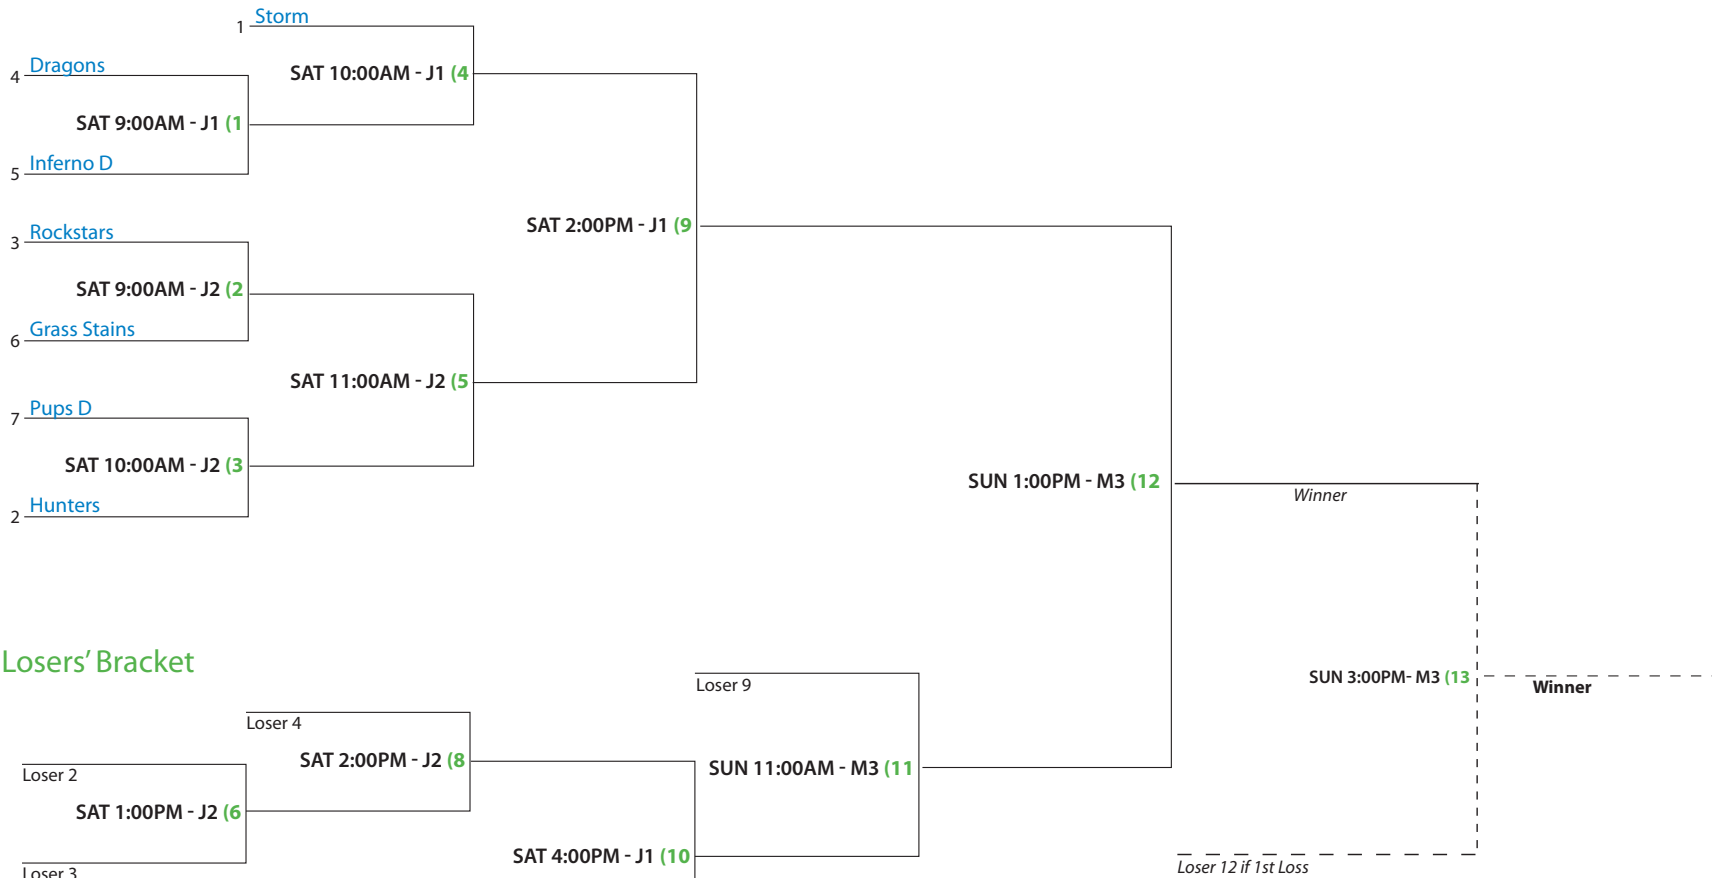 1 Storm
4 Dragons
SAT 10:00AM - J1 (4
SAT 9:00AM - J1 (1
5 Inferno D
3 Rockstars
SAT 2:00PM - J1 (9
SAT 9:00AM - J2 (2
6 Grass Stains
SAT 11:00AM - J2 (5
7 Pups D
SAT 10:00AM - J2 (3
2 Hunters
SUN 1:00PM - M3 (12
Winner
Losers' Bracket
SUN 3:00PM- M3 (13
Winner
Loser 9
Loser 4
SAT 2:00PM - J2 (8
SUN 11:00AM - M3 (11
Loser 2
SAT 1:00PM - J2 (6
SAT 4:00PM - J1 (10
Loser 12 if 1st Loss
Loser 3